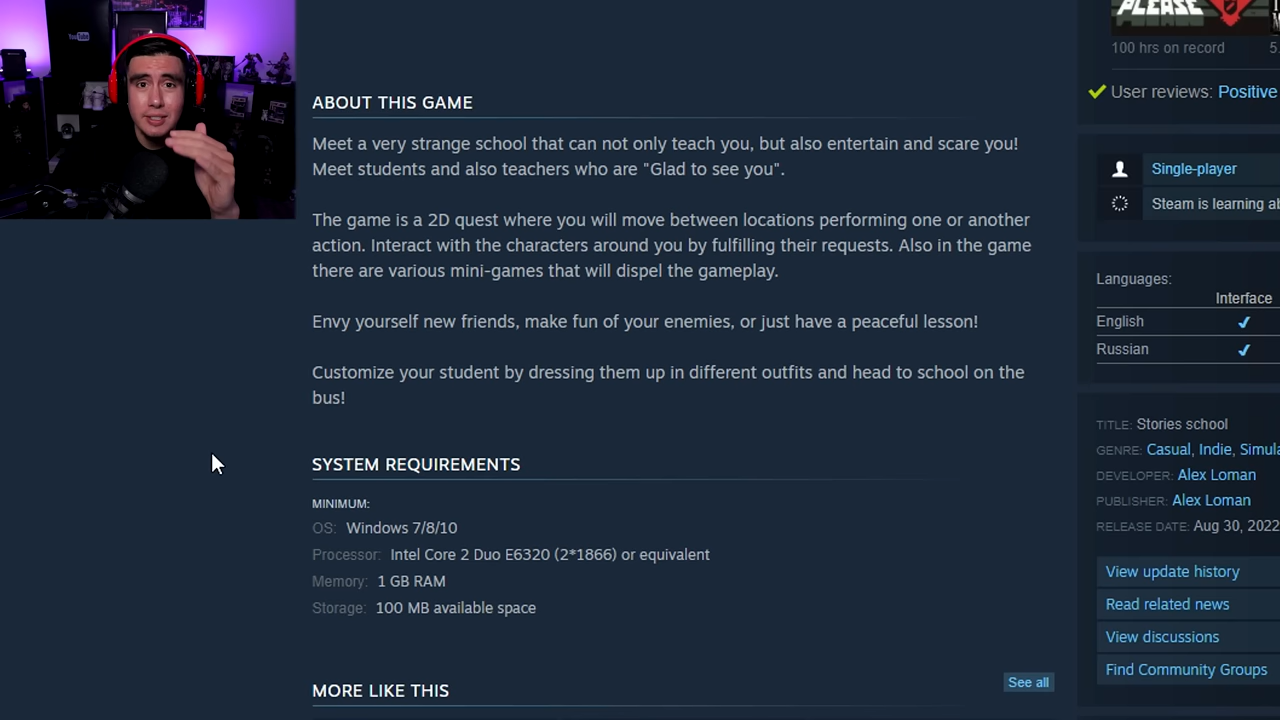 YouTube
PLEASE
100 hrs on record
User reviews: Positive
ABOUT THIS GAME
Meet a very strange school that can not only teach you, but also entertain and scare you!
Meet students and also teachers who are "Glad to see you".
The game is a 2D quest where you will move between locations performing one or another
action. Interact with the characters around you by fulfilling their requests. Also in the game
there are various mini-games that will dispel the gameplay.
Envy yourself new friends, make fun of your enemies, or just have a peaceful lesson!
Customize your student by dressing them up in different outfits and head to school on the
bus!
SYSTEM REQUIREMENTS
MINIMUM:
OS: Windows 7/8/10
Processor: Intel Core 2 Duo E6320 (2*1866) or equivalent
Memory: 1 GB RAM
Storage: 100 MB available space
MORE LIKE THIS
See all
Single-player
Steam is learning
Languages:
Interface
English ✔
Russian ✔
TITLE: Stories school
GENRE: Casual, Indie,
DEVELOPER: Alex Loman
PUBLISHER: Alex Loman
RELEASE DATE: Aug 30, 2022
View update history
Read related news
View discussions
Find Community Groups